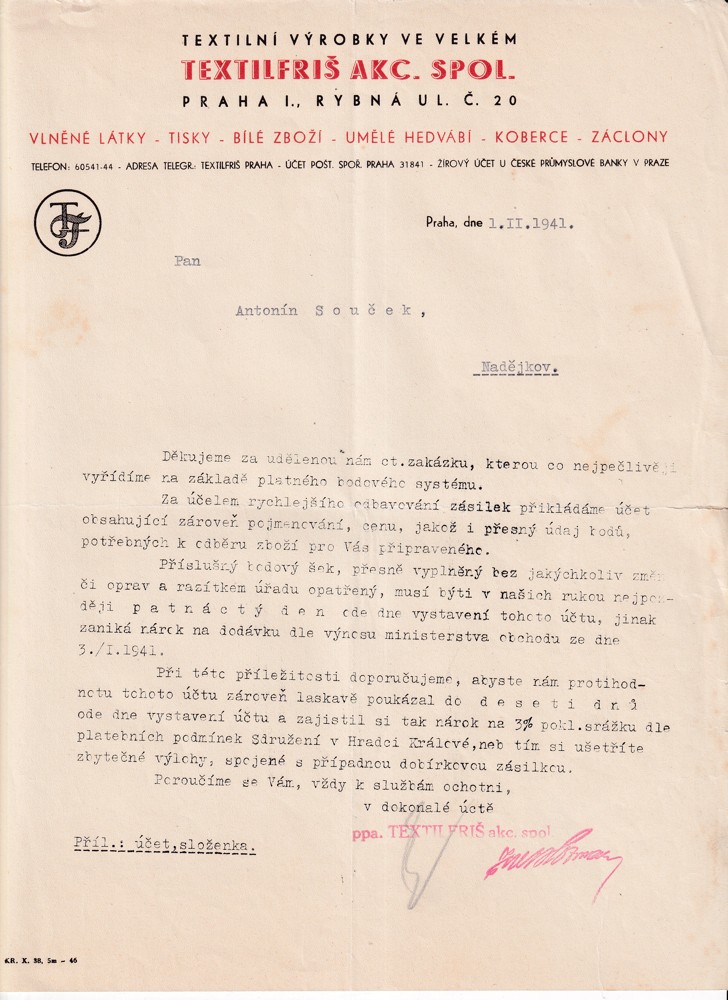 TEXTILNÍ VÝROBKY VE VELKÉM
TEXTILFRIŠ AKC. SPOL.
PRAHA I., RYBNÁ UL. Č. 20
VLNĚNÉ LÁTKY - TISKY - BÍLÉ ZBOŽÍ - UMĚLÉ HEDVÁBÍ - KOBERCE - ZÁCLONY
TELEFON: 60541-44 - ADRESA TELEGR.: TEXTILFRIŠ PRAHA - ÚČET POŠT. SPOŘ. PRAHA 31841 - ŽÍROVÝ ÚČET U ČESKÉ PRŮMYSLOVÉ BANKY V PRAZE
TF
Praha, dne 1.II.1941.
Pan
Antonín Souček,
Nadějkov.
Děkujeme za udělenou nám ct.zakázku, kterou co nejpečlivěji
vyřídíme na základě platného bodového systému.
Za účelem rychlejšího odbavování zásilek přikládáme účet
obsahující zároveň pojmenování, cenu, jakož i přesný údaj bodů,
potřebných k odběru zboží pro Vás připraveného.
Příslušný bodový šek, přesně vyplněný bez jakýchkoliv změn
či oprav a razítkem úřadu opatřený, musí býti v našich rukou nejpoz-
ději patnáctý den ode dne vystavení tohoto účtu, jinak
zaniká nárok na dodávku dle výnosu ministerstva obchodu ze dne
3./I.1941.
Při této příležitosti doporučujeme, abyste nám protihod-
notu tohoto účtu zároveň laskavě poukázal do deseti dnů
ode dne vystavení účtu a zajistil si tak nárok na 3% pokl.srážku dle
platebních podmínek Sdružení v Hradci Králové,neb tím si ušetříte
zbytečné výlohy, spojené s případnou dobírkovou zásilkou.
Poroučíme se Vám, vždy k službám ochotni,
v dokonalé úctě
ppa. TEXTILFRIŠ akc. spol.
Příl.: účet,složenka.
KR. X. 38, 5m - 46